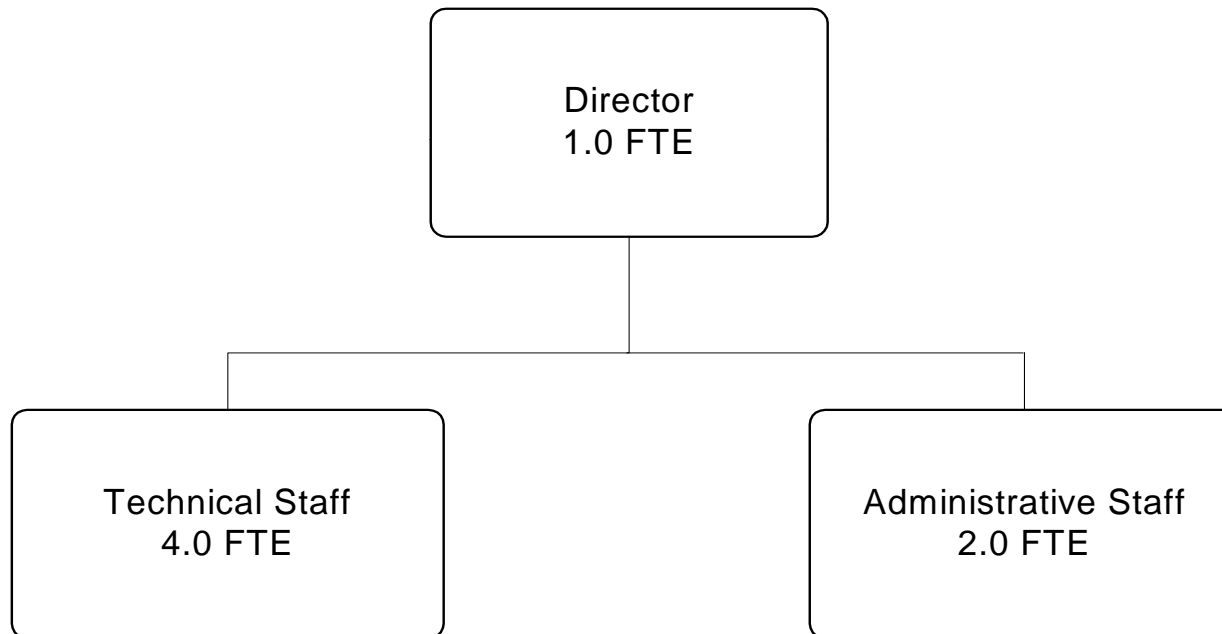 Director
1.0 FTE
Technical Staff
4.0 FTE
Administrative Staff
2.0 FTE